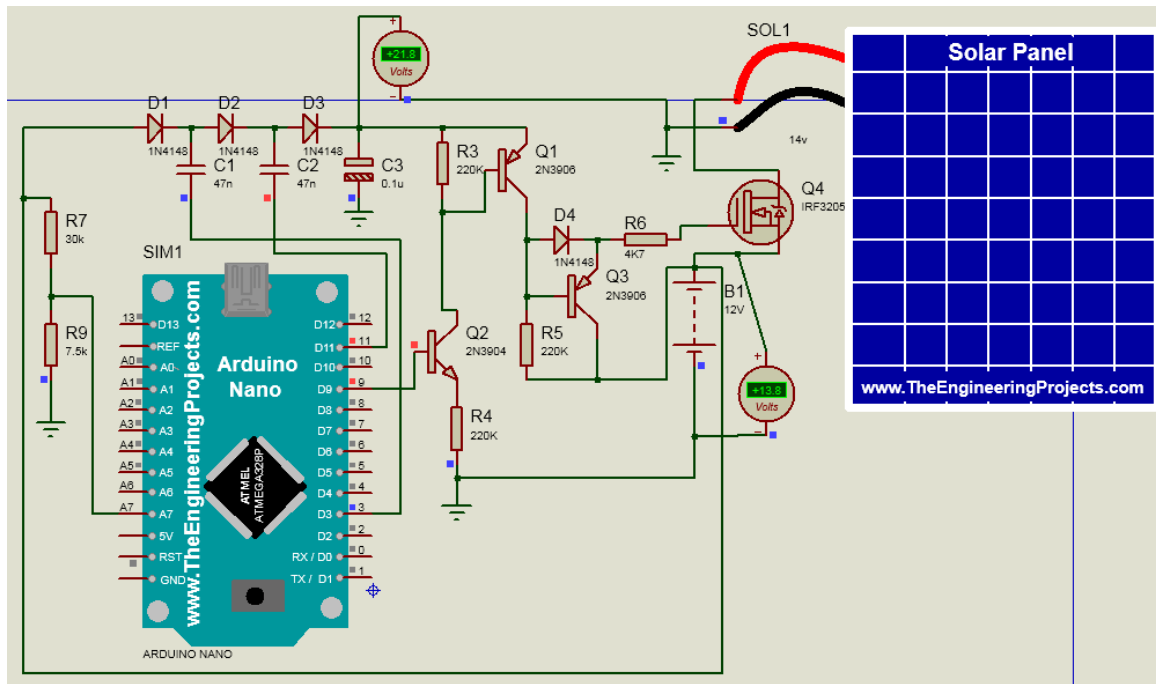 SOL1
+21.8
Volts
Solar Panel
14v
www.TheEngineeringProjects.com
D1
1N4148
D2
1N4148
D3
1N4148
C1
47n
C2
47n
C3
0.1u
R3
220K
Q1
2N3906
Q4
IRF3205
D4
1N4148
R6
4K7
Q3
2N3906
R5
220K
B1
12V
+13.8
Volts
R7
30k
R9
7.5k
Q2
2N3904
R4
220K
SIM1
Arduino
Nano
www.TheEngineeringProjects.com
ATMEL
ATMEGA328P
13 D13
REF
A0 A0
A1 A1
A2 A2
A3 A3
A4 A4
A5 A5
A6 A6
A7 A7
5V
RST
GND
D12 12
D11 11
D10 10
D9 9
D8 8
D7 7
D6 6
D5 5
D4 4
D3 3
D2 2
RX / D0 0
TX / D1 1
ARDUINO NANO